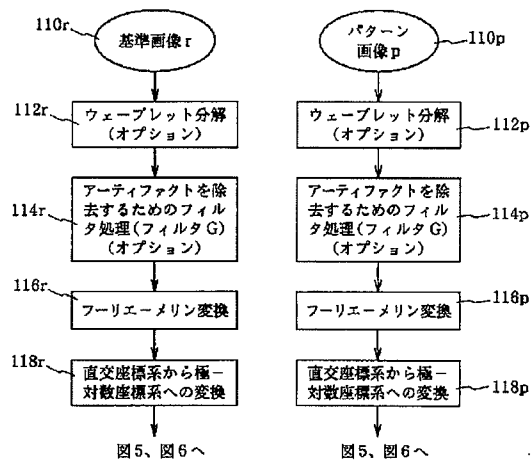 110r
基準画像 r
112r
ウェーブレット分解
(オプション)
114r
アーティファクトを除
去するためのフィル
タ処理(フィルタ G)
(オプション)
116r
フーリエーメリン変換
118r
直交座標系から極−
対数座標系への変換
図5、図6へ
パターン
画像 p
110p
ウェーブレット分解
(オプション)
112p
アーティファクトを除
去するためのフィル
タ処理(フィルタ G)
(オプション)
114p
フーリエーメリン変換
116p
直交座標系から極−
対数座標系への変換
118p
図5、図6へ